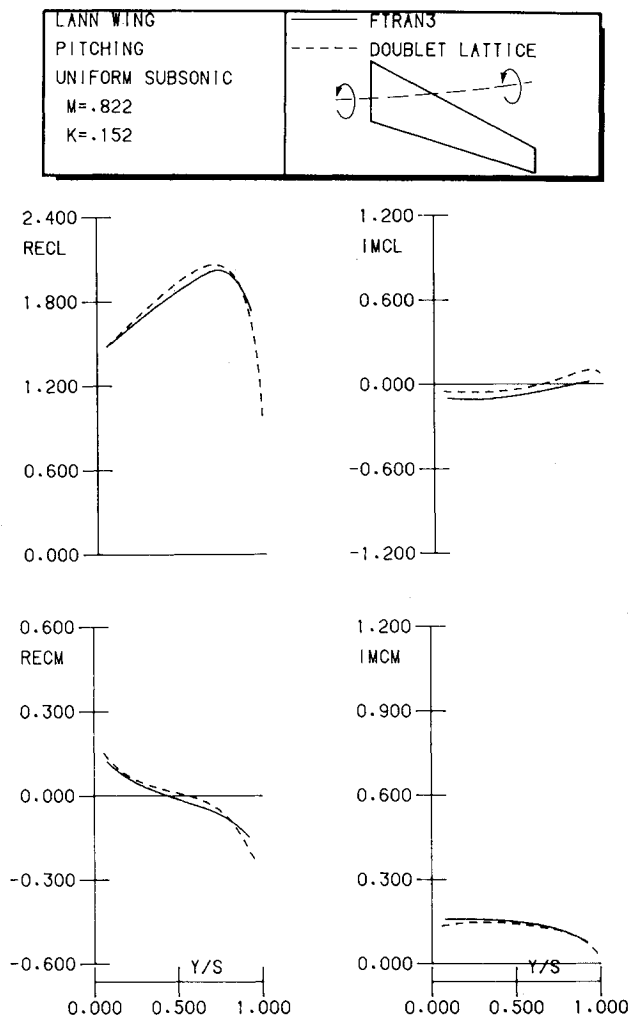 LANN WING
PITCHING
UNIFORM SUBSONIC
M=.822
K=.152
FTRAN3
DOUBLET LATTICE
2.400
RECL
1.800
1.200
0.600
0.000
1.200
IMCL
0.600
0.000
-0.600
-1.200
0.600
RECM
0.300
0.000
-0.300
-0.600
Y/S
0.000 0.500 1.000
1.200
IMCM
0.900
0.600
0.300
0.000
Y/S
0.000 0.500 1.000